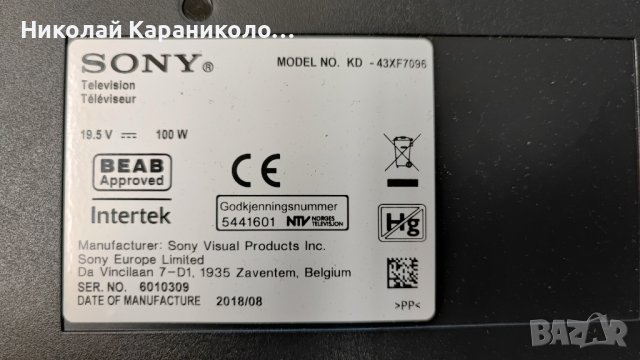 Николай Караниколо...
SONY®
MODEL NO. KD - 43XF7096
Television
Téléviseur
19.5 V ⎓ 100 W
BEAB
Approved
CE
Intertek
Godkjenningsnummer
5441601 NTV NORGES TELEVISJON
Hg
Manufacturer: Sony Visual Products Inc.
Sony Europe Limited
Da Vincilaan 7-D1, 1935 Zaventem, Belgium
SER. NO. 6010309
DATE OF MANUFACTURE 2018/08
>PP<
BAZAR